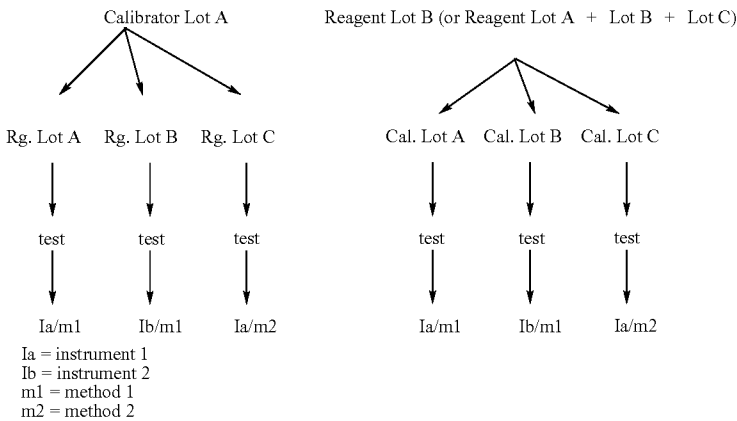 Calibrator Lot A Reagent Lot B (or Reagent Lot A + Lot B + Lot C)
Rg. Lot A Rg. Lot B Rg. Lot C Cal. Lot A Cal. Lot B Cal. Lot C
test test test test test test
Ia/m1 Ib/m1 Ia/m2 Ia/m1 Ib/m1 Ia/m2
Ia = instrument 1
Ib = instrument 2
m1 = method 1
m2 = method 2